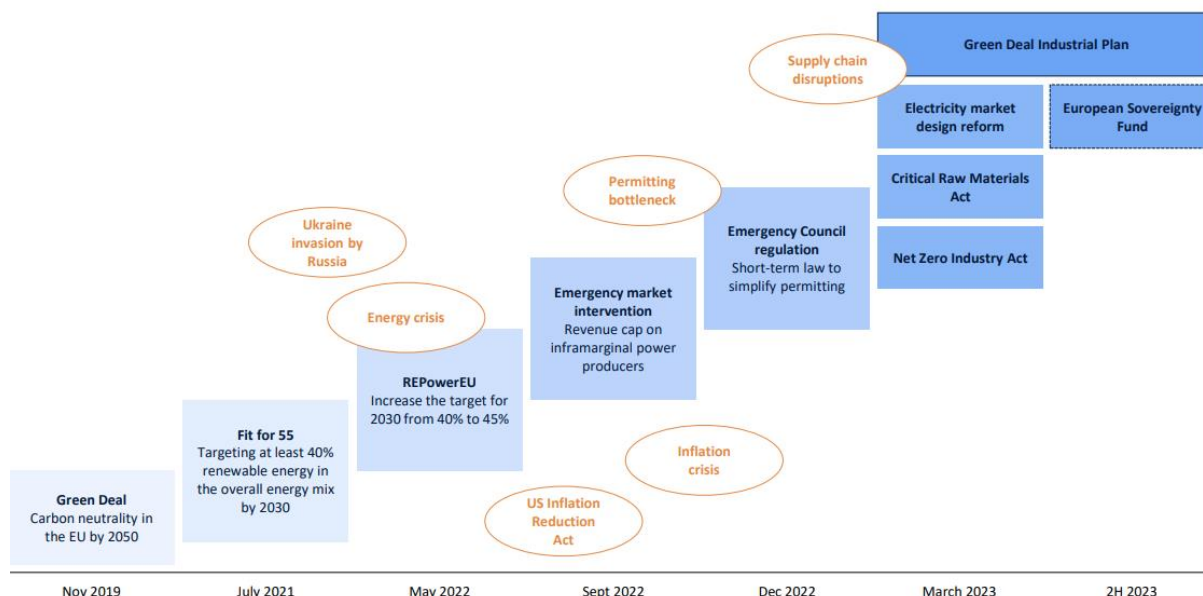 Green Deal Industrial Plan
Supply chain
disruptions
Electricity market
design reform
European Sovereignty
Fund
Permitting
bottleneck
Critical Raw Materials
Act
Ukraine
invasion by
Russia
Emergency Council
regulation
Short-term law to
simplify permitting
Net Zero Industry Act
Energy crisis
Emergency market
intervention
Revenue cap on
inframarginal power
producers
REPowerEU
Increase the target for
2030 from 40% to 45%
Fit for 55
Targeting at least 40%
renewable energy in
the overall energy mix
by 2030
Inflation
crisis
Green Deal
Carbon neutrality in
the EU by 2050
US Inflation
Reduction
Act
Nov 2019
July 2021
May 2022
Sept 2022
Dec 2022
March 2023
2H 2023